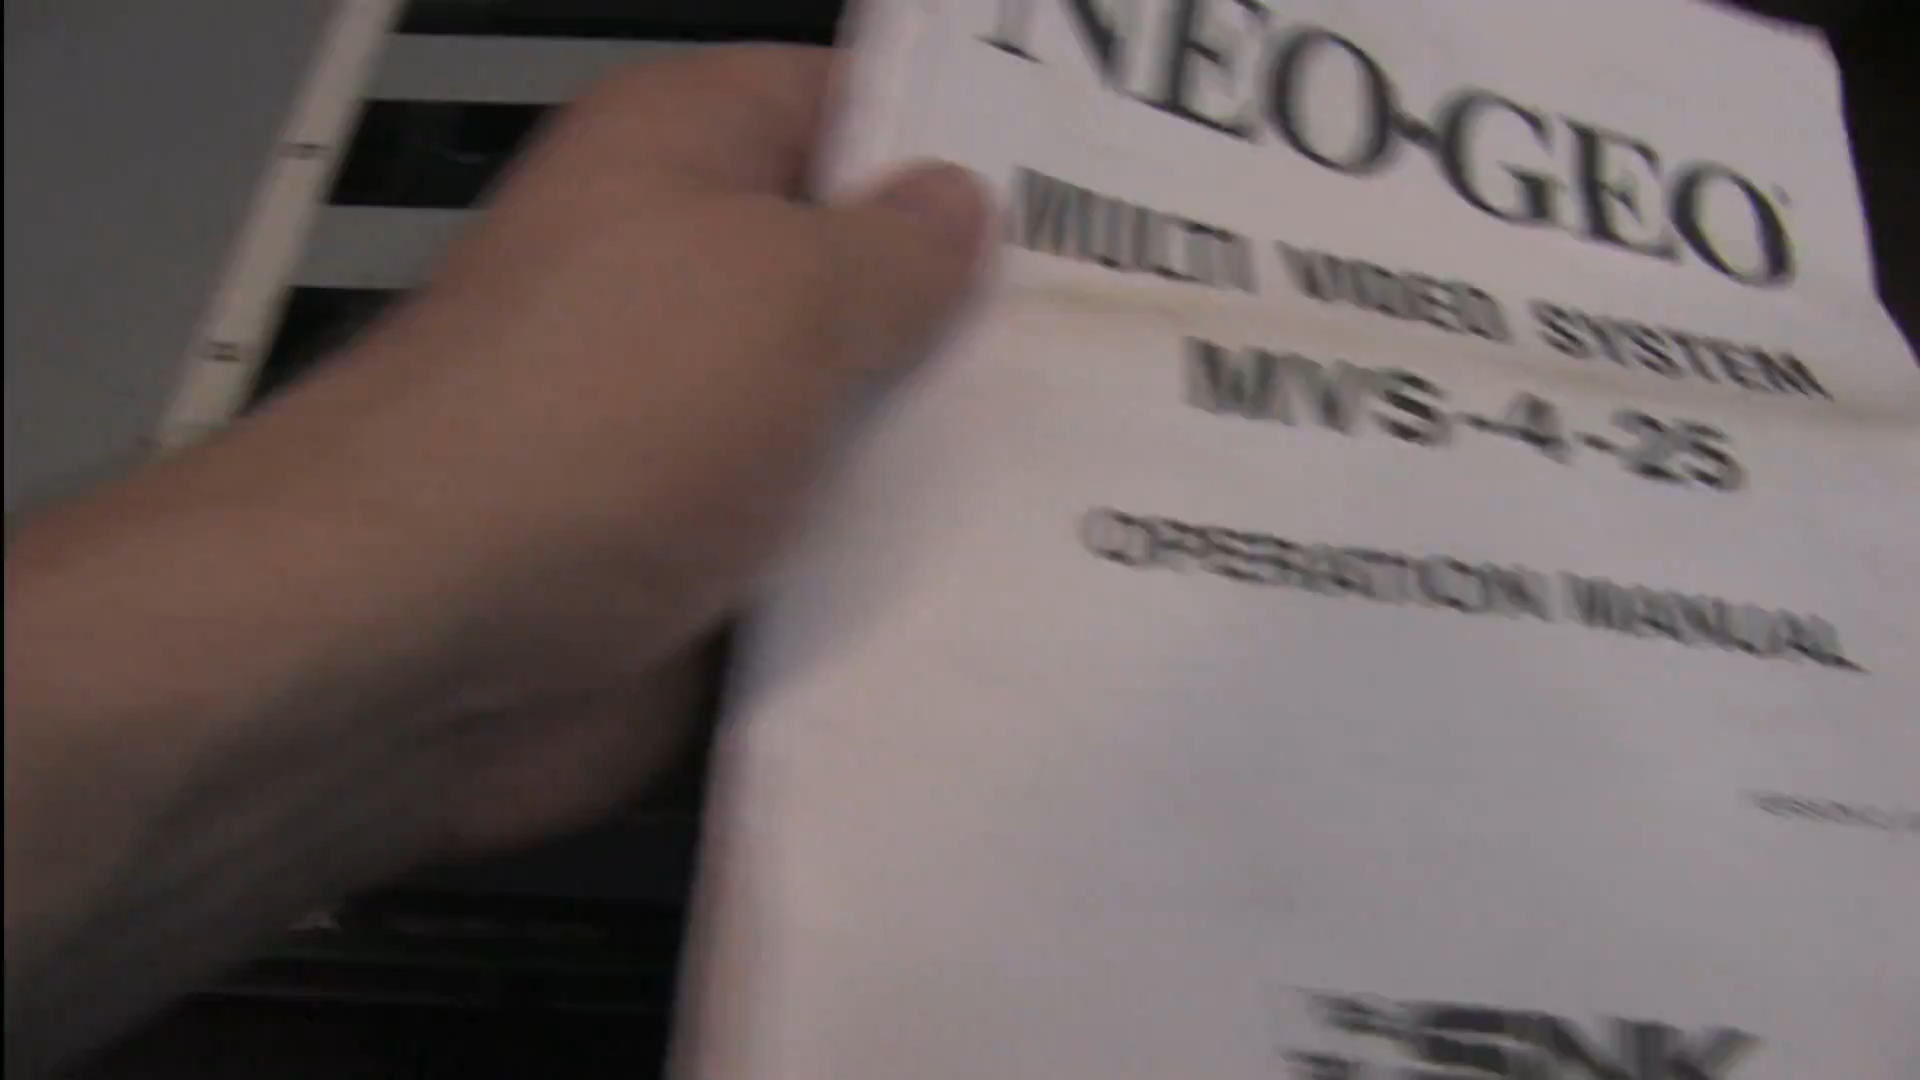 NEO•GEO
MULTI VIDEO SYSTEM
MVS-4-25
OPERATION MANUAL
SNK